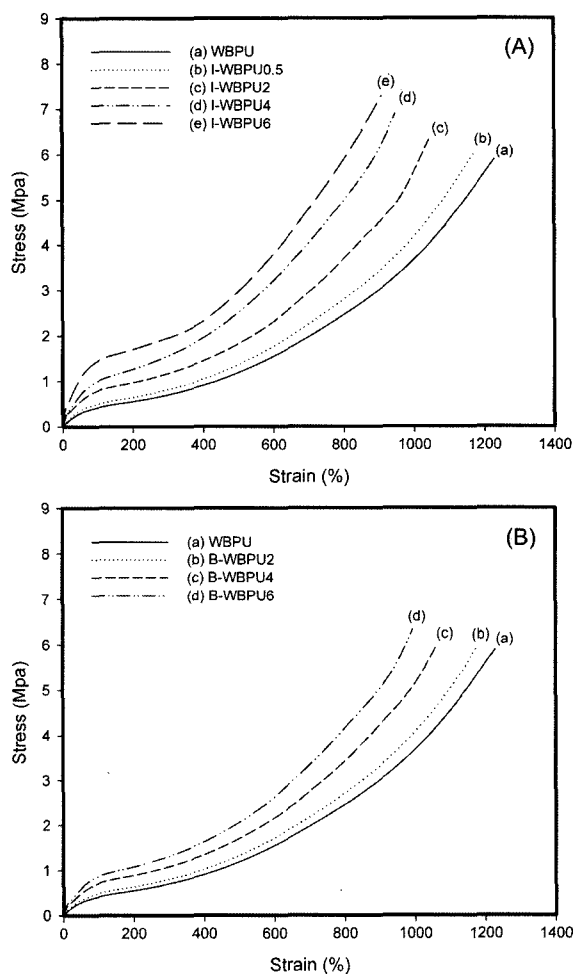 (A)
(a) WBPU
(b) I-WBPU0.5
(c) I-WBPU2
(d) I-WBPU4
(e) I-WBPU6
(e)
(d)
(c)
(b)
(a)
9
8
7
6
5
4
3
2
1
0
Stress (Mpa)
0 200 400 600 800 1000 1200 1400
Strain (%)
(B)
(a) WBPU
(b) B-WBPU2
(c) B-WBPU4
(d) B-WBPU6
(d)
(c)
(b)
(a)
9
8
7
6
5
4
3
2
1
0
Stress (Mpa)
0 200 400 600 800 1000 1200 1400
Strain (%)